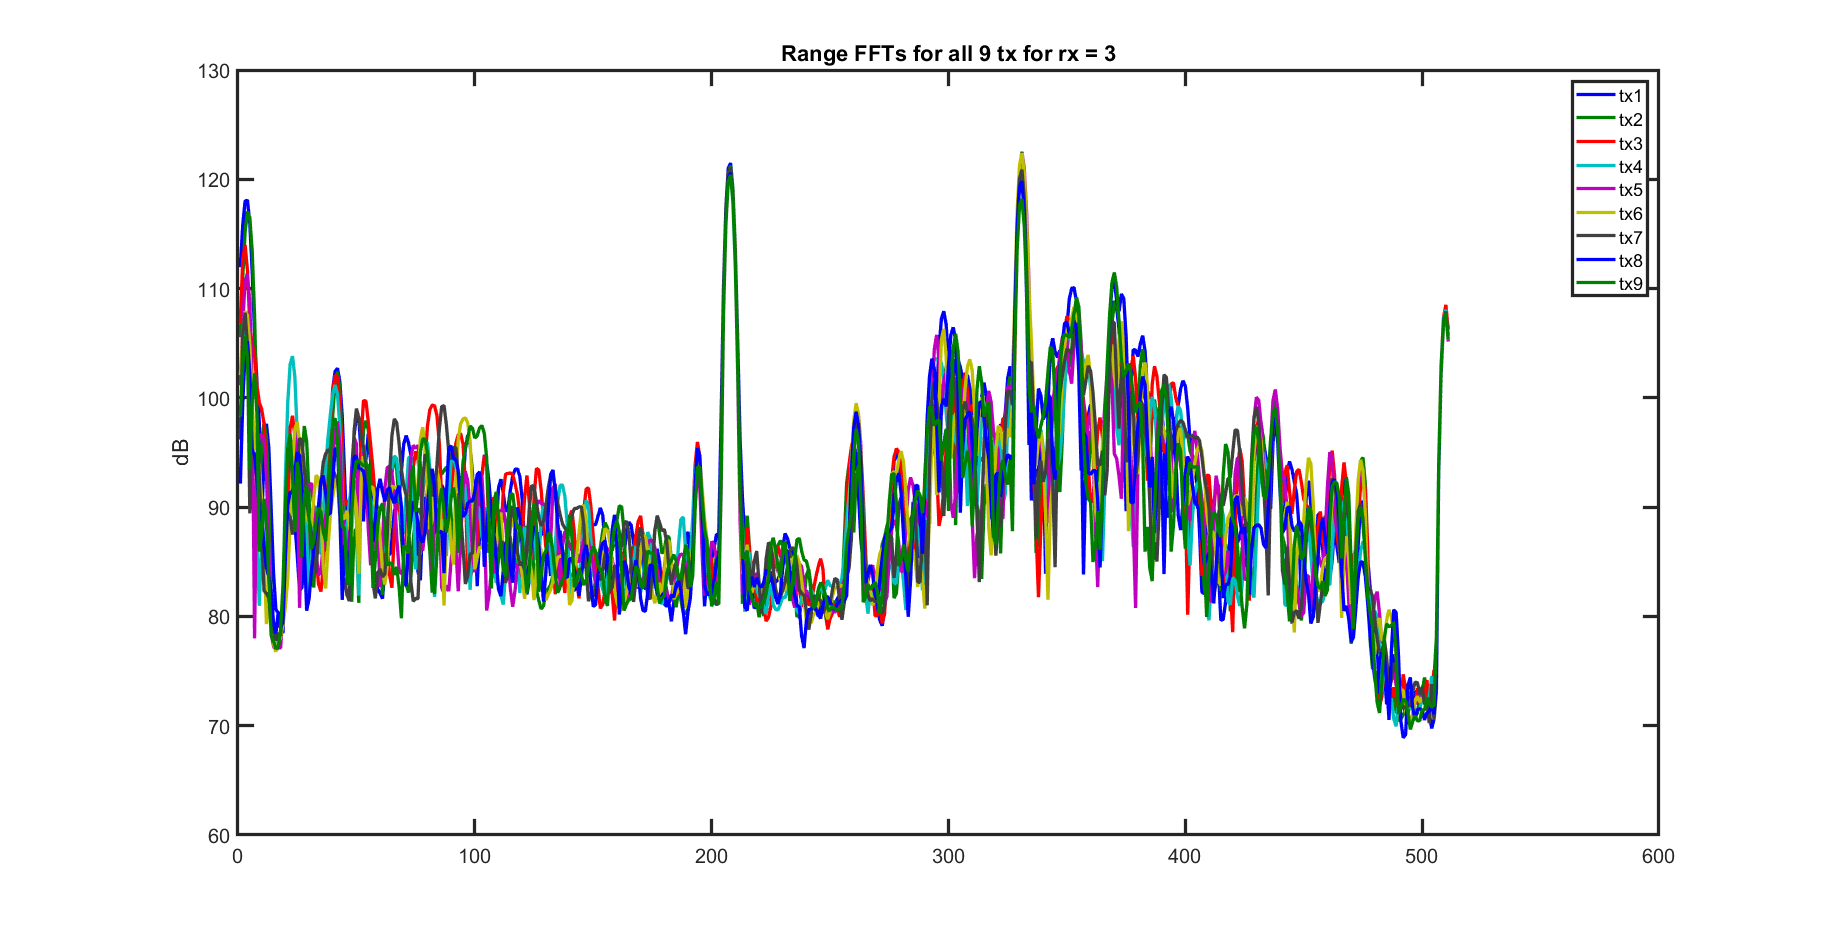 Range FFTs for all 9 tx for rx = 3
130
120
110
100
90
80
70
60
dB
0
100
200
300
400
500
600
tx1
tx2
tx3
tx4
tx5
tx6
tx7
tx8
tx9